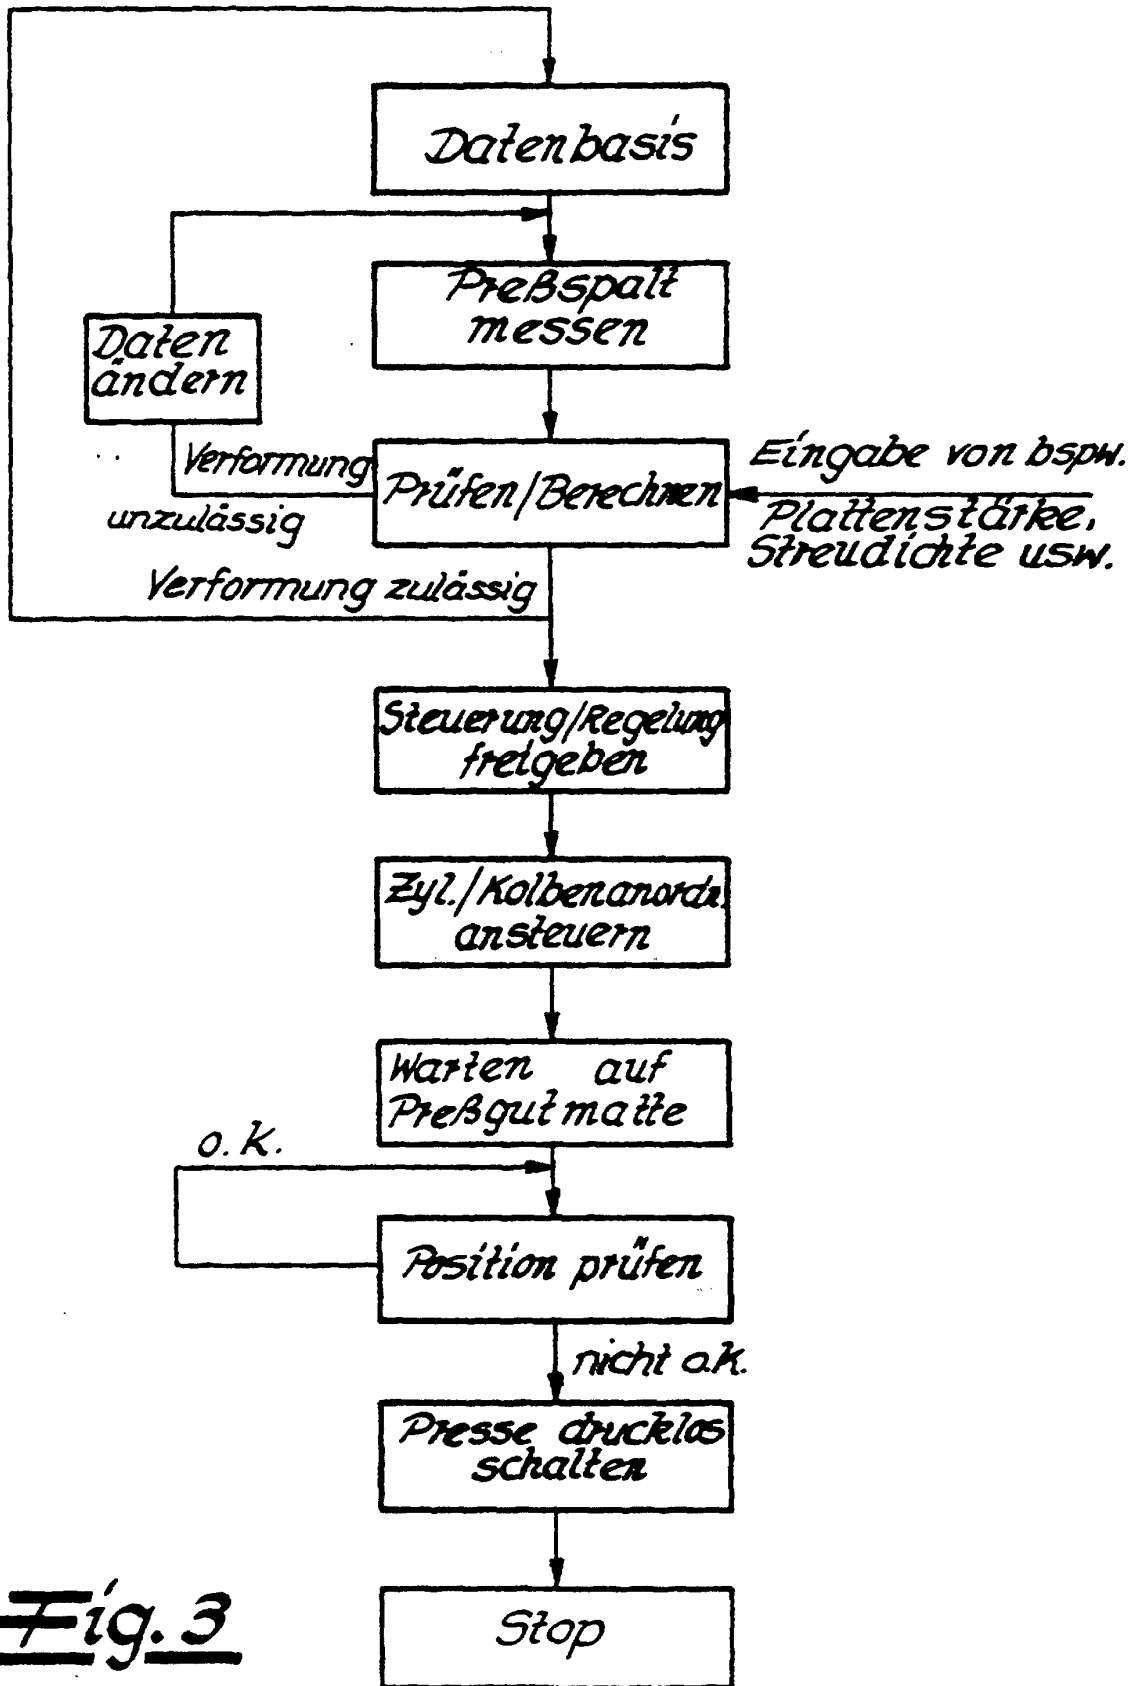 Datenbasis
Preßspalt
messen
Daten
ändern
Verformung
unzulässig
Prüfen/Berechnen
Eingabe von bspw.
Plattenstärke,
Streudichte usw.
Verformung zulässig
Steuerung/Regelung
freigeben
Zyl./Kolbenanordn.
ansteuern
Warten auf
Preßgutmatte
o.k.
Position prüfen
nicht o.k.
Presse drucklos
schalten
Stop
Fig. 3